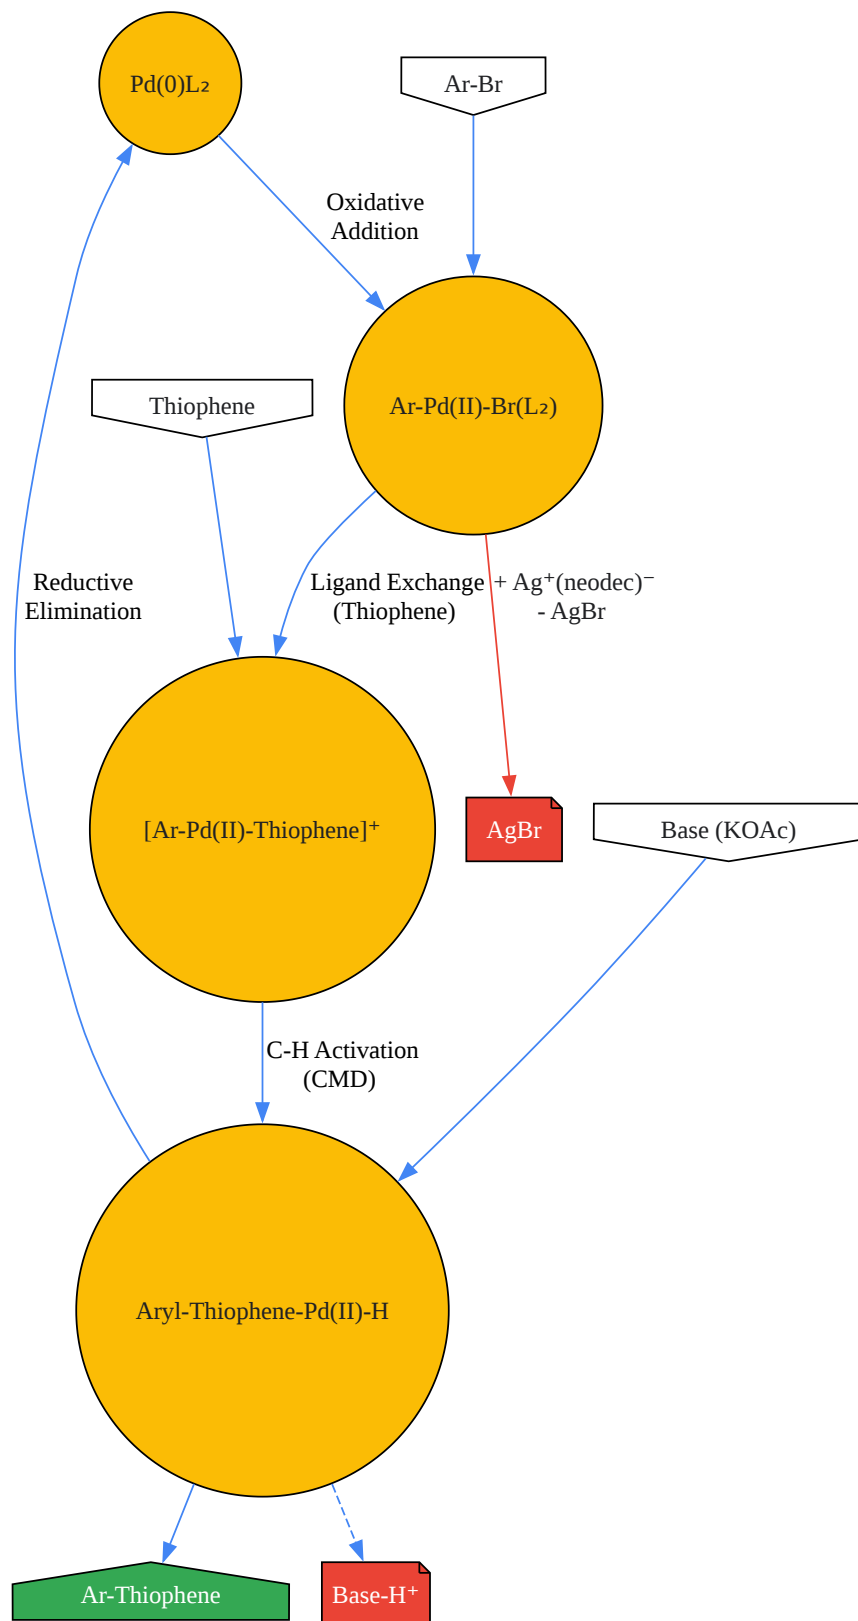 Pd(0)L₂
Ar-Br
Oxidative
Addition
Thiophene
Ar-Pd(II)-Br(L₂)
Reductive
Elimination
Ligand Exchange
(Thiophene)
+ Ag⁺(neodec)⁻
- AgBr
[Ar-Pd(II)-Thiophene]⁺
AgBr
Base (KOAc)
C-H Activation
(CMD)
Aryl-Thiophene-Pd(II)-H
Ar-Thiophene
Base-H⁺